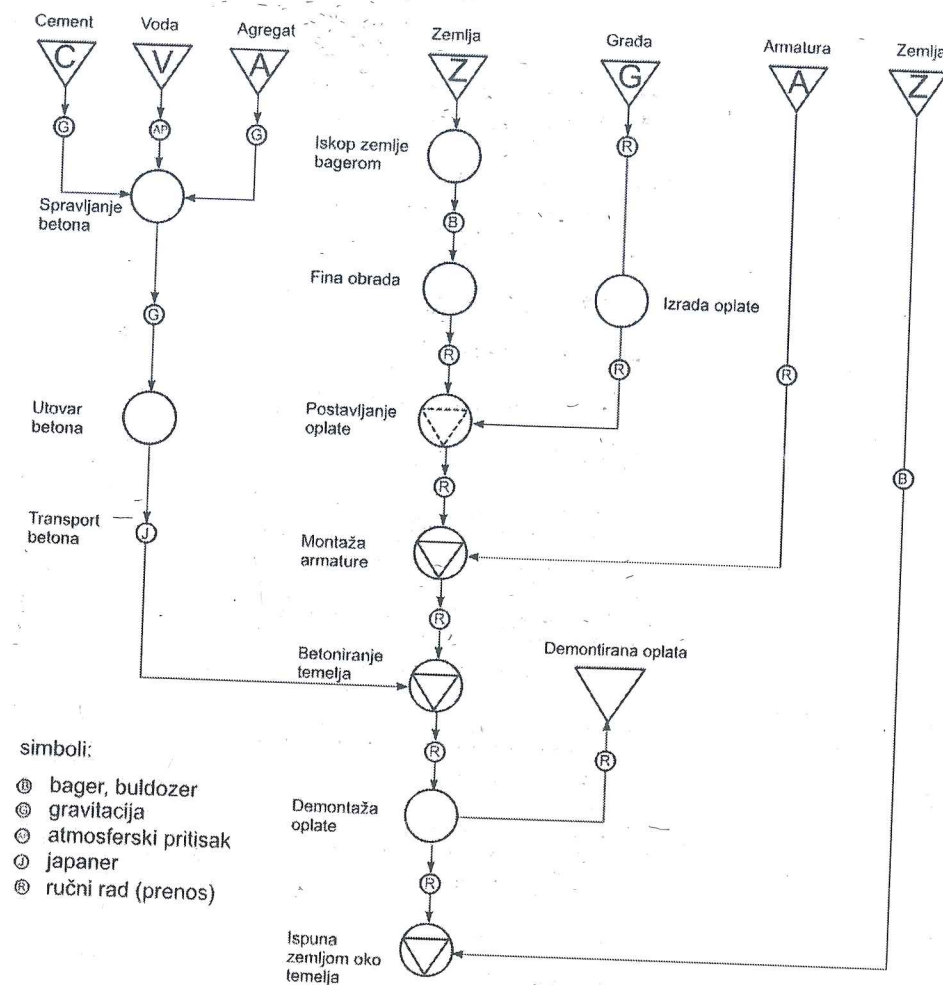 Cement
Voda
Agregat
Zemlja
Građa
Armatura
Zemlja
C
V
A
Z
G
A
Z
G
AP
G
R
Iskop zemlje
bagerom
Spravljanje
betona
B
Fina obrada
Izrada oplate
G
R
R
R
Utovar
betona
Postavljanje
oplate
R
B
Transport
betona
J
Montaža
armature
R
Betoniranje
temelja
Demontirana oplata
R
R
simboli:
B bager, buldozer
G gravitacija
AP atmosferski pritisak
J japaner
R ručni rad (prenos)
Demontaža
oplate
R
Ispuna
zemljom oko
temelja